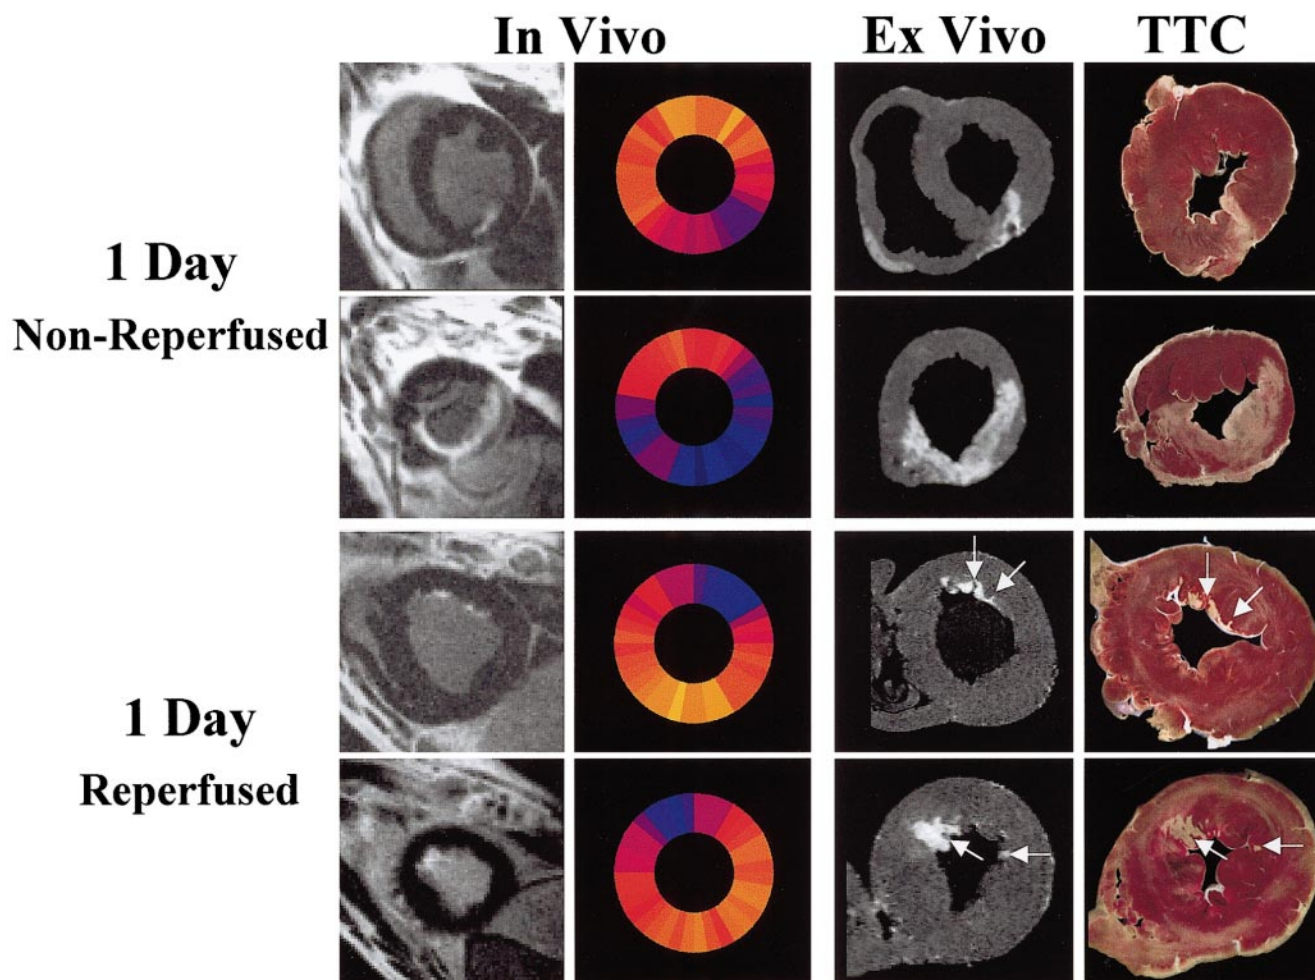 In Vivo
Ex Vivo
TTC
1 Day
Non-Reperfused
1 Day
Reperfused